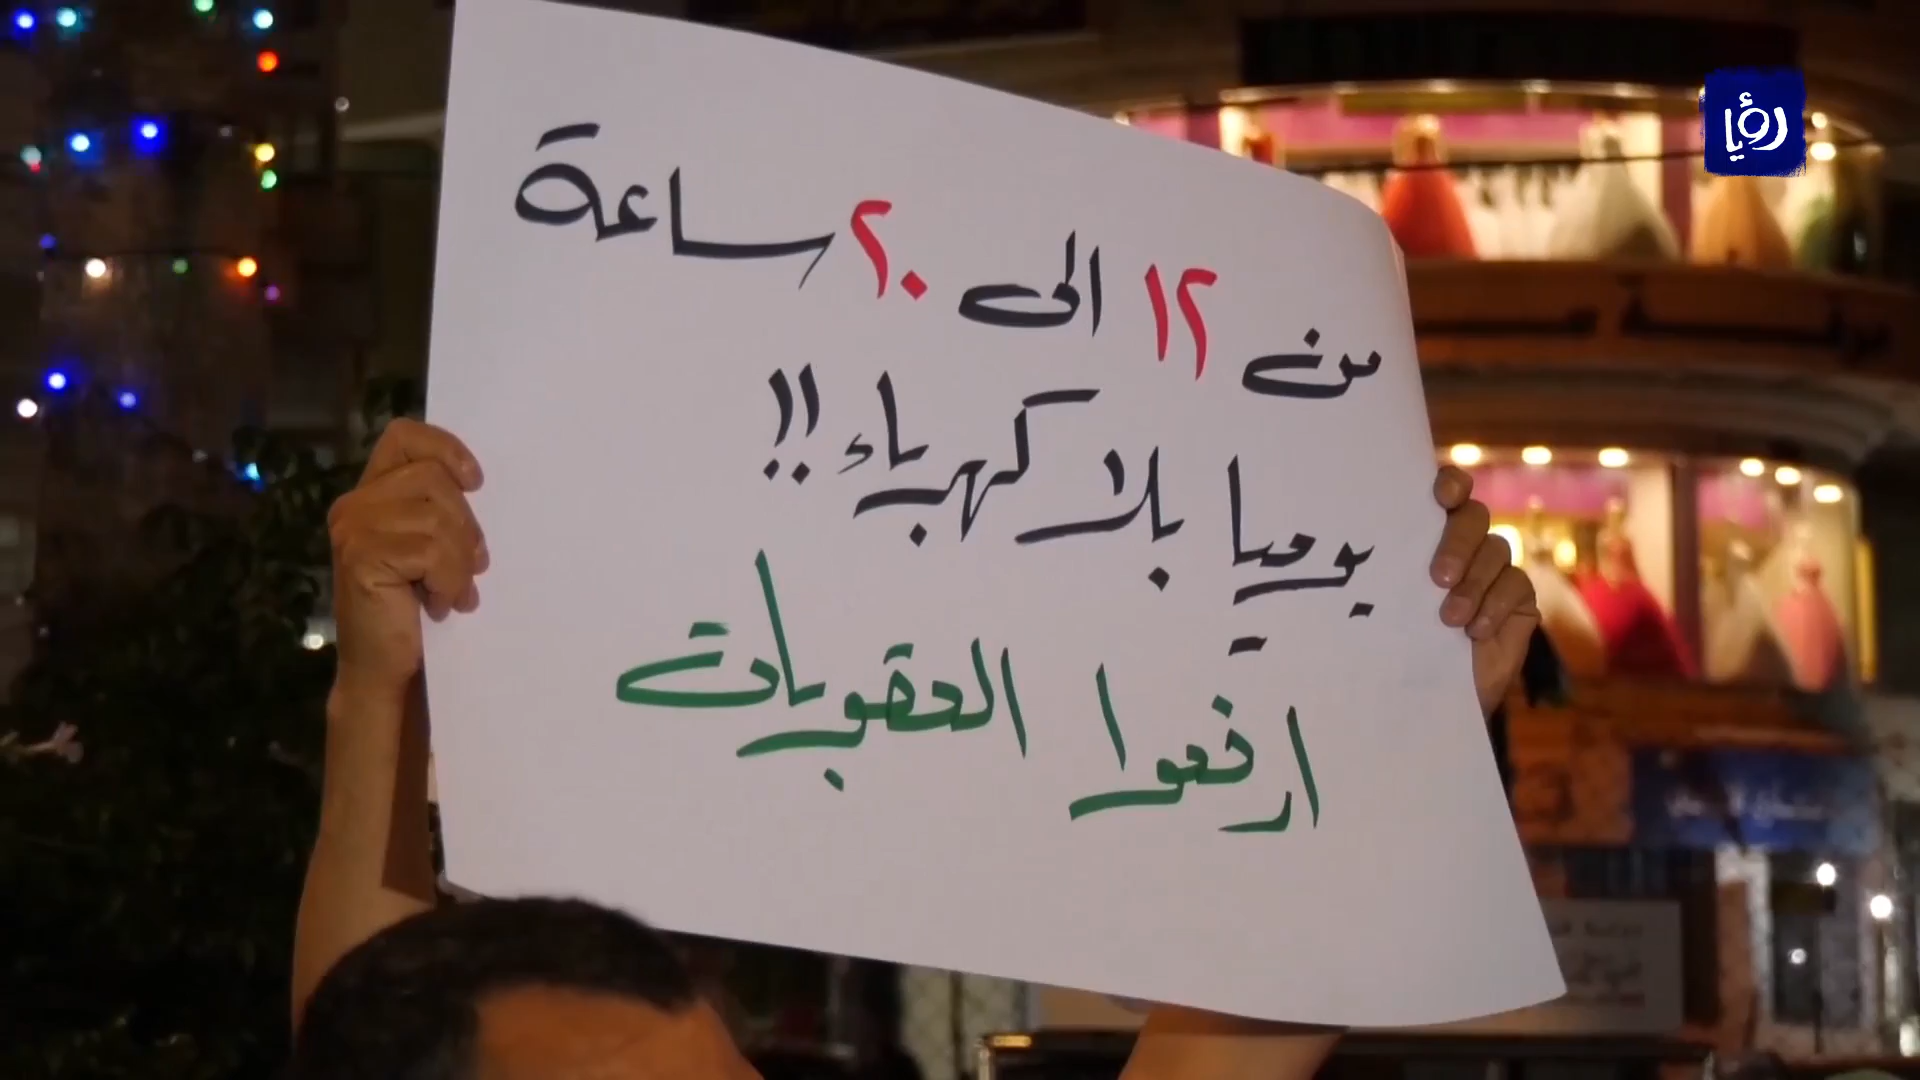 رؤيا
من ١٢ الى ٢٠ ساعة
يوميا بلا كهرباء!!
ارفعوا العقوبات